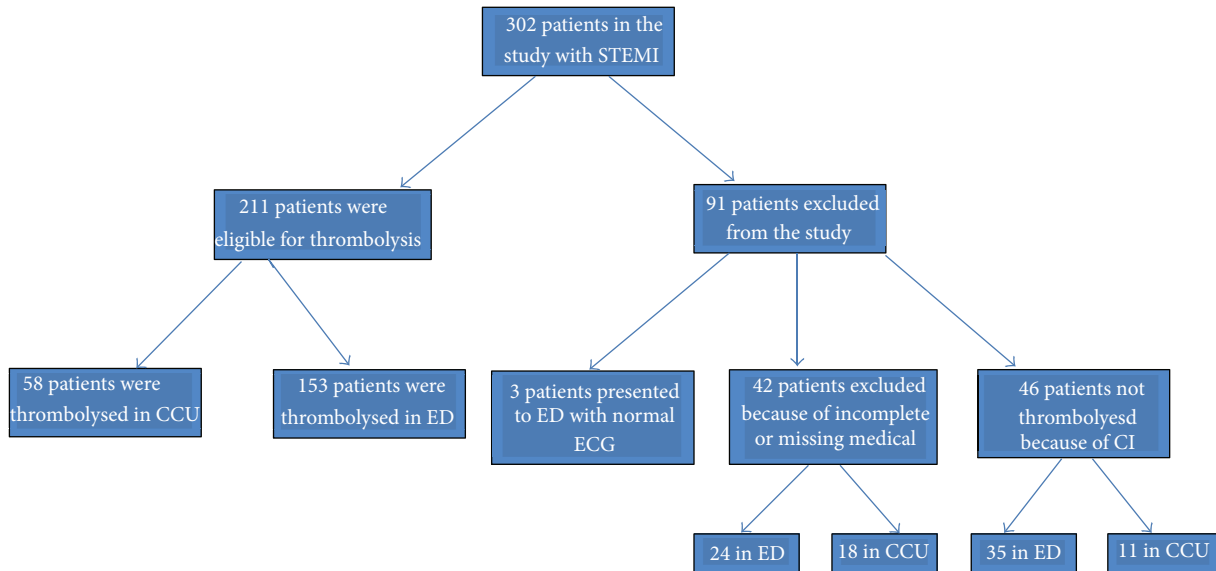 302 patients in the
study with STEMI
211 patients were
eligible for thrombolysis
91 patients excluded
from the study
58 patients were
thrombolysed in CCU
153 patients were
thrombolysed in ED
3 patients presented
to ED with normal
ECG
42 patients excluded
because of incomplete
or missing medical
46 patients not
thrombolyesd
because of CI
24 in ED
18 in CCU
35 in ED
11 in CCU